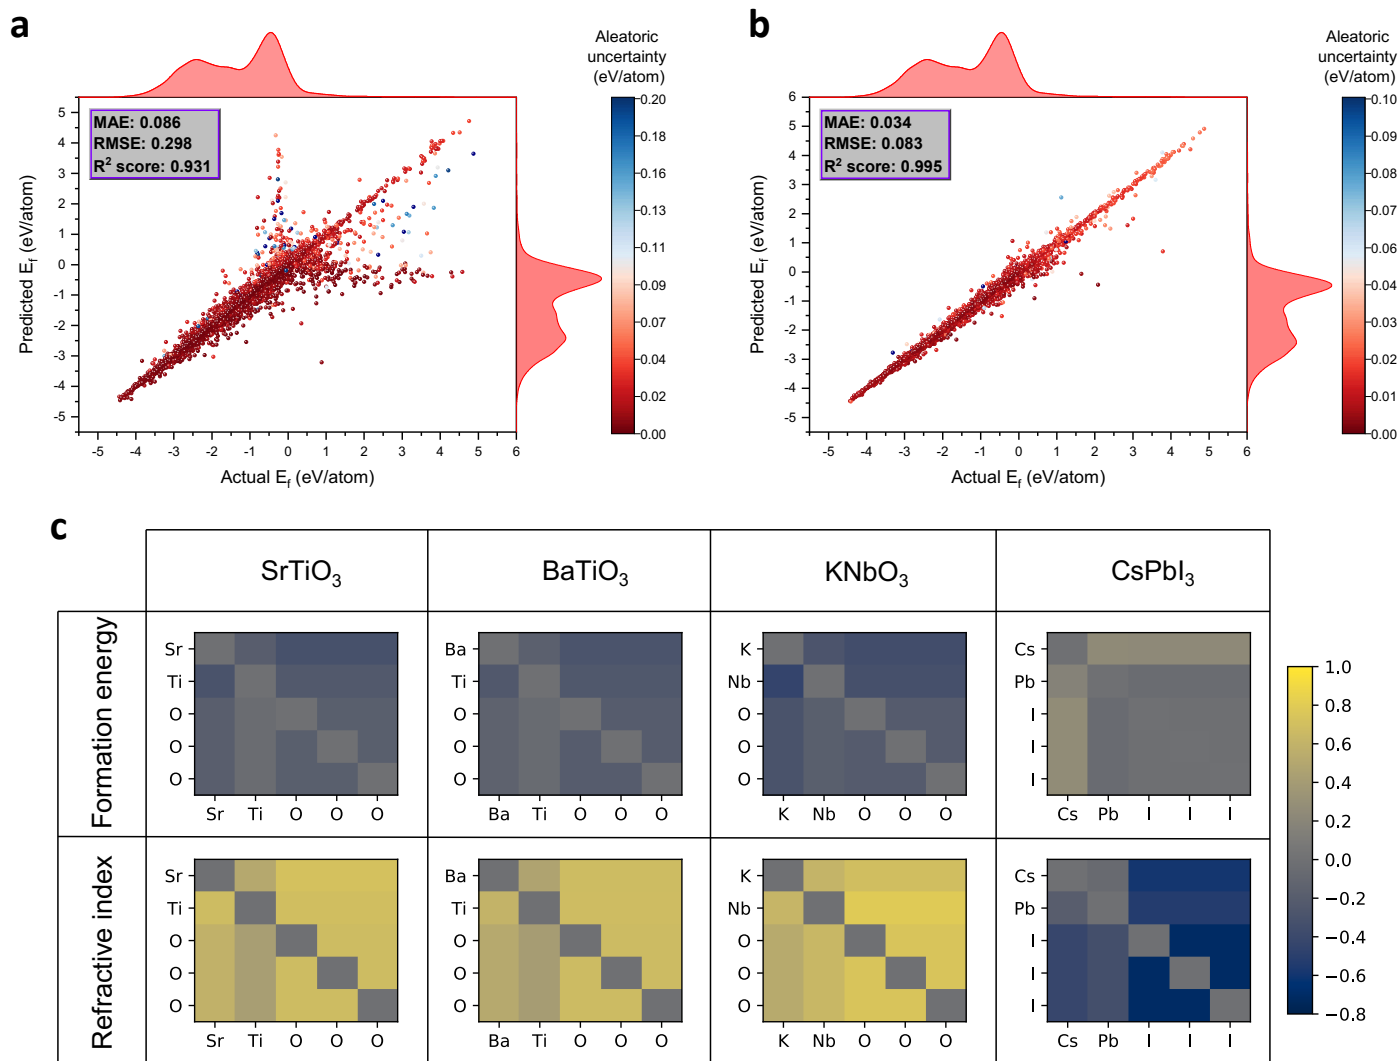 a
Aleatoric
uncertainty
(eV/atom)
MAE: 0.086
RMSE: 0.298
R² score: 0.931
5
4
3
2
1
0
-1
-2
-3
-4
-5
Predicted E_f (eV/atom)
-5 -4 -3 -2 -1 0 1 2 3 4 5 6
Actual E_f (eV/atom)
0.20
0.18
0.16
0.13
0.11
0.09
0.07
0.04
0.02
0.00
b
Aleatoric
uncertainty
(eV/atom)
MAE: 0.034
RMSE: 0.083
R² score: 0.995
6
5
4
3
2
1
0
-1
-2
-3
-4
-5
Predicted E_f (eV/atom)
-5 -4 -3 -2 -1 0 1 2 3 4 5 6
Actual E_f (eV/atom)
0.10
0.09
0.08
0.07
0.06
0.04
0.03
0.02
0.01
0.00
c
SrTiO₃ BaTiO₃ KNbO₃ CsPbI₃
Formation energy
Sr
Ti
O
O
O
Sr Ti O O O
Ba
Ti
O
O
O
Ba Ti O O O
K
Nb
O
O
O
K Nb O O O
Cs
Pb
I
I
I
Cs Pb I I I
Refractive index
Sr
Ti
O
O
O
Sr Ti O O O
Ba
Ti
O
O
O
Ba Ti O O O
K
Nb
O
O
O
K Nb O O O
Cs
Pb
I
I
I
Cs Pb I I I
1.0
0.8
0.6
0.4
0.2
0.0
−0.2
−0.4
−0.6
−0.8